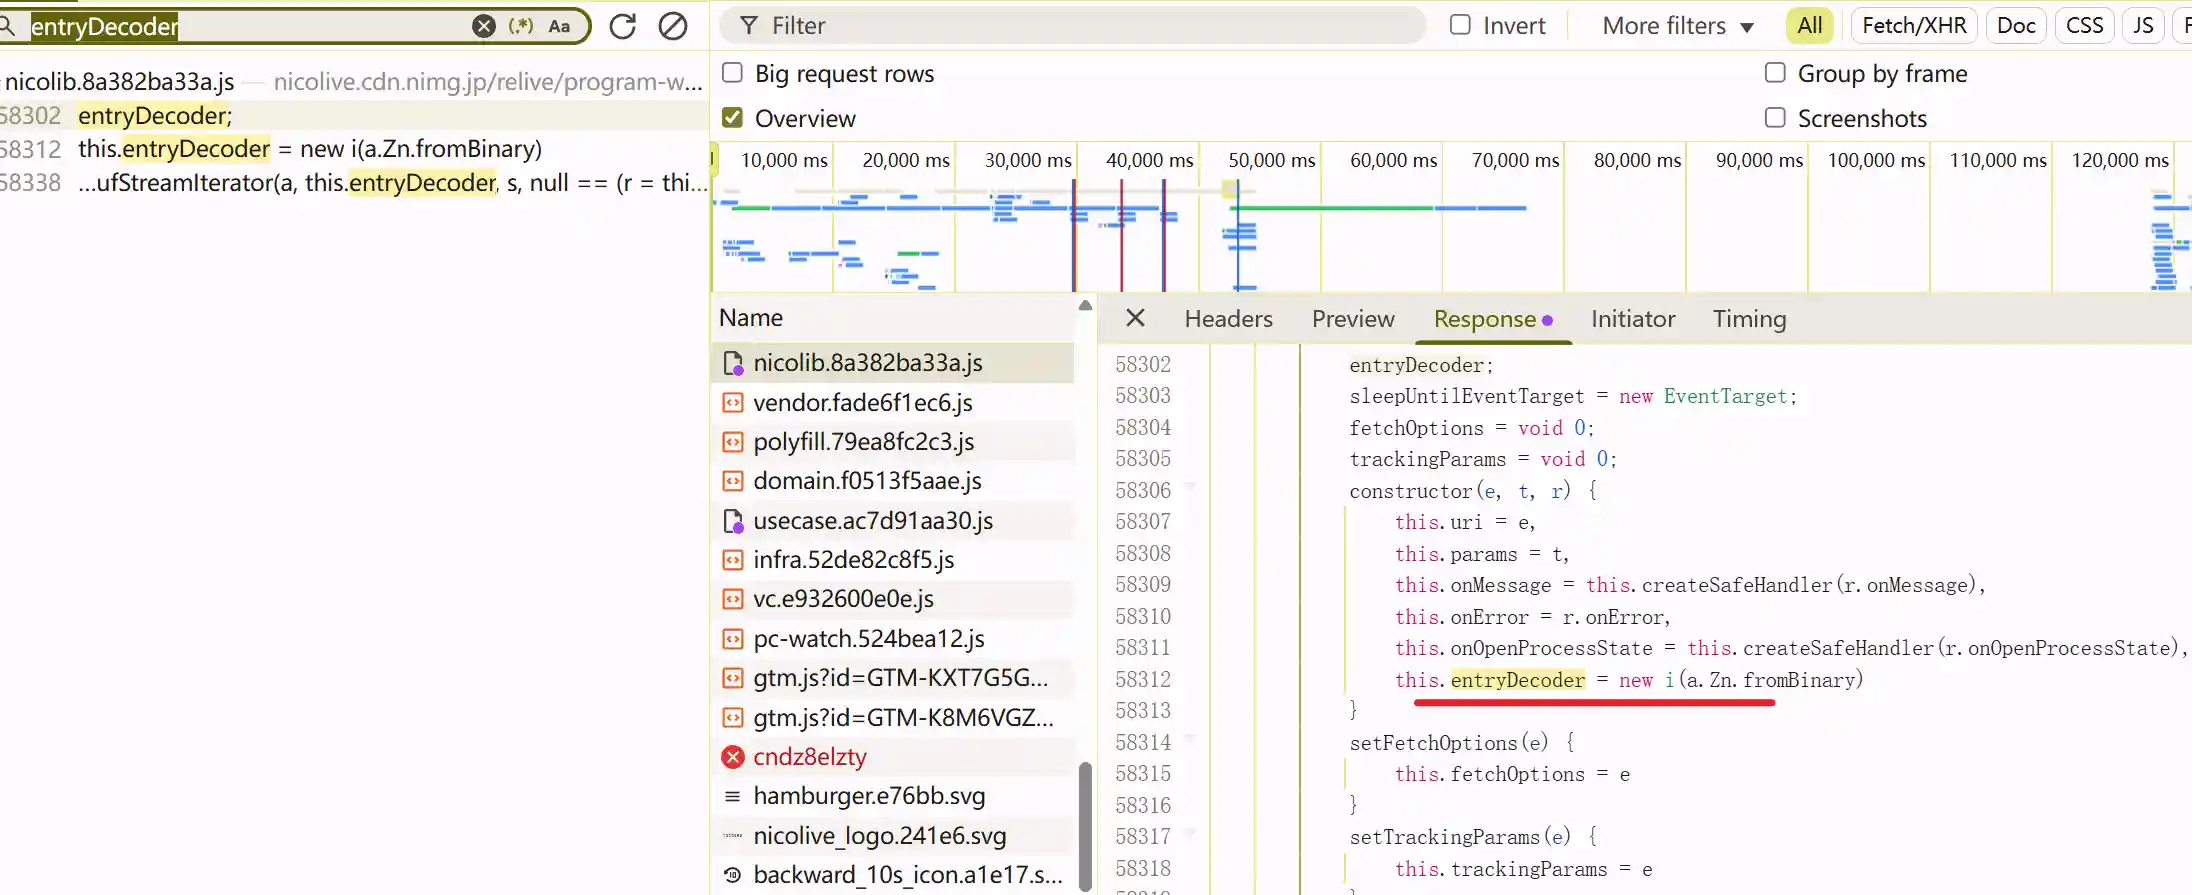 entryDecoder
(.*)
Aa
nicolib.8a382ba33a.js — nicolive.cdn.nimg.jp/relive/program-w...
58302 entryDecoder;
58312 this.entryDecoder = new i(a.Zn.fromBinary)
58338 ...ufStreamIterator(a, this.entryDecoder, s, null == (r = thi...
Filter
Invert
More filters
All
Fetch/XHR
Doc
CSS
JS
Big request rows
Group by frame
Overview
Screenshots
10,000 ms
20,000 ms
30,000 ms
40,000 ms
50,000 ms
60,000 ms
70,000 ms
80,000 ms
90,000 ms
100,000 ms
110,000 ms
120,000 ms
Name
nicolib.8a382ba33a.js
vendor.fade6f1ec6.js
polyfill.79ea8fc2c3.js
domain.f0513f5aae.js
usecase.ac7d91aa30.js
infra.52de82c8f5.js
vc.e932600e0e.js
pc-watch.524bea12.js
gtm.js?id=GTM-KXT7G5G...
gtm.js?id=GTM-K8M6VGZ...
cndz8elzty
hamburger.e76bb.svg
nicolive_logo.241e6.svg
backward_10s_icon.a1e17.s...
Headers
Preview
Response
Initiator
Timing
58302 entryDecoder;
58303 sleepUntilEventTarget = new EventTarget;
58304 fetchOptions = void 0;
58305 trackingParams = void 0;
58306 constructor(e, t, r) {
58307 this.uri = e,
58308 this.params = t,
58309 this.onMessage = this.createSafeHandler(r.onMessage),
58310 this.onError = r.onError,
58311 this.onOpenProcessState = this.createSafeHandler(r.onOpenProcessState),
58312 this.entryDecoder = new i(a.Zn.fromBinary)
58313 }
58314 setFetchOptions(e) {
58315 this.fetchOptions = e
58316 }
58317 setTrackingParams(e) {
58318 this.trackingParams = e